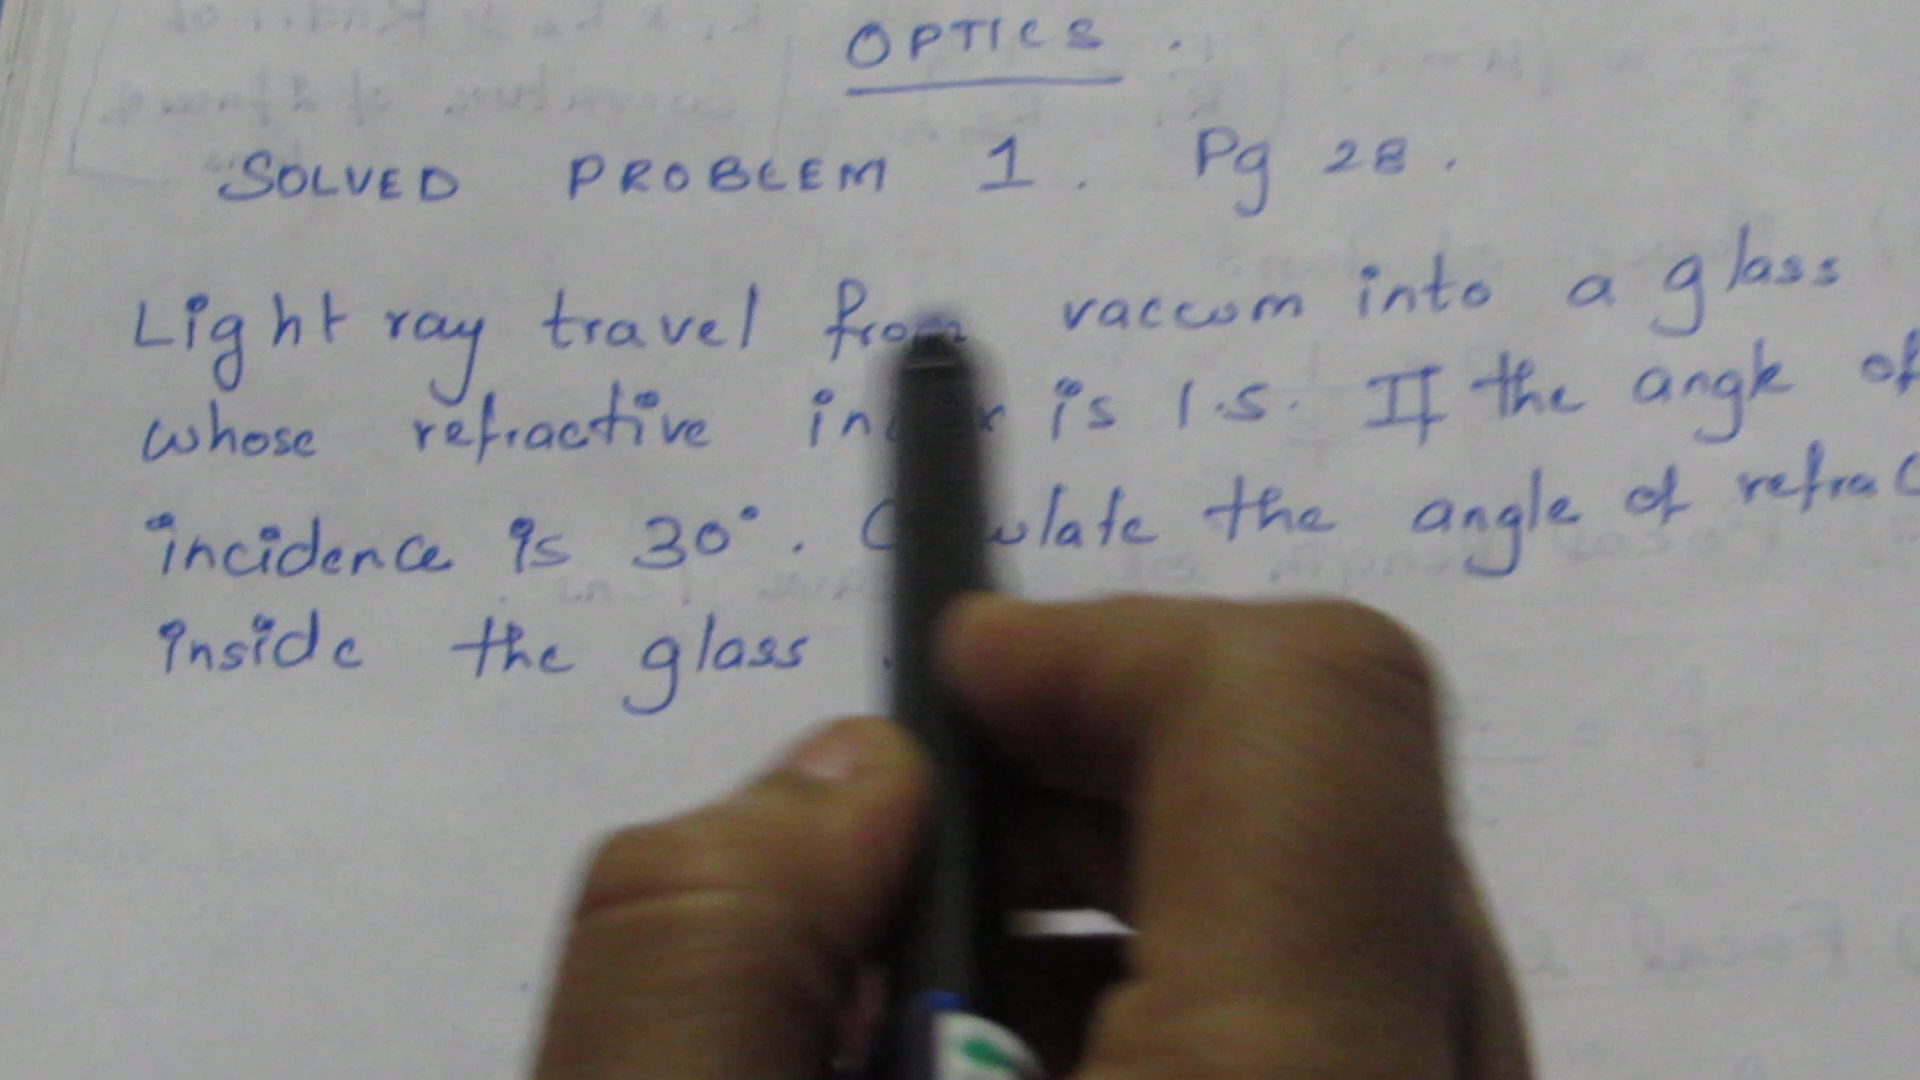 OPTICS.
SOLVED PROBLEM 1. Pg 28.
Light ray travel from vaccum into a glass
whose refractive is 1.5. If the angle of
incidence is 30°. the angle of
inside the glass.